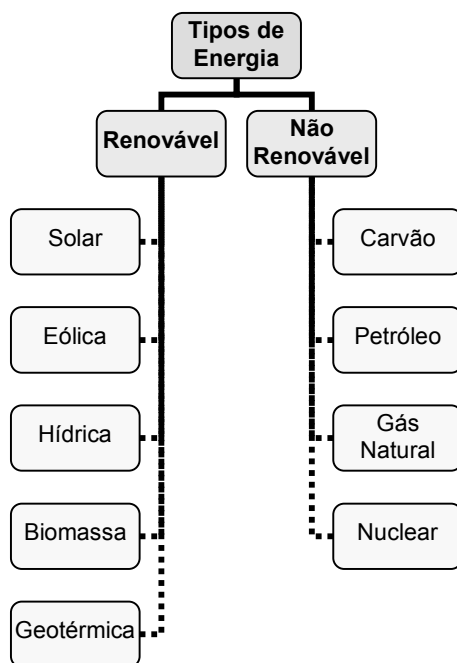 Tipos de
Energia
Renovável
Não
Renovável
Solar
Eólica
Hídrica
Biomassa
Geotérmica
Carvão
Petróleo
Gás
Natural
Nuclear